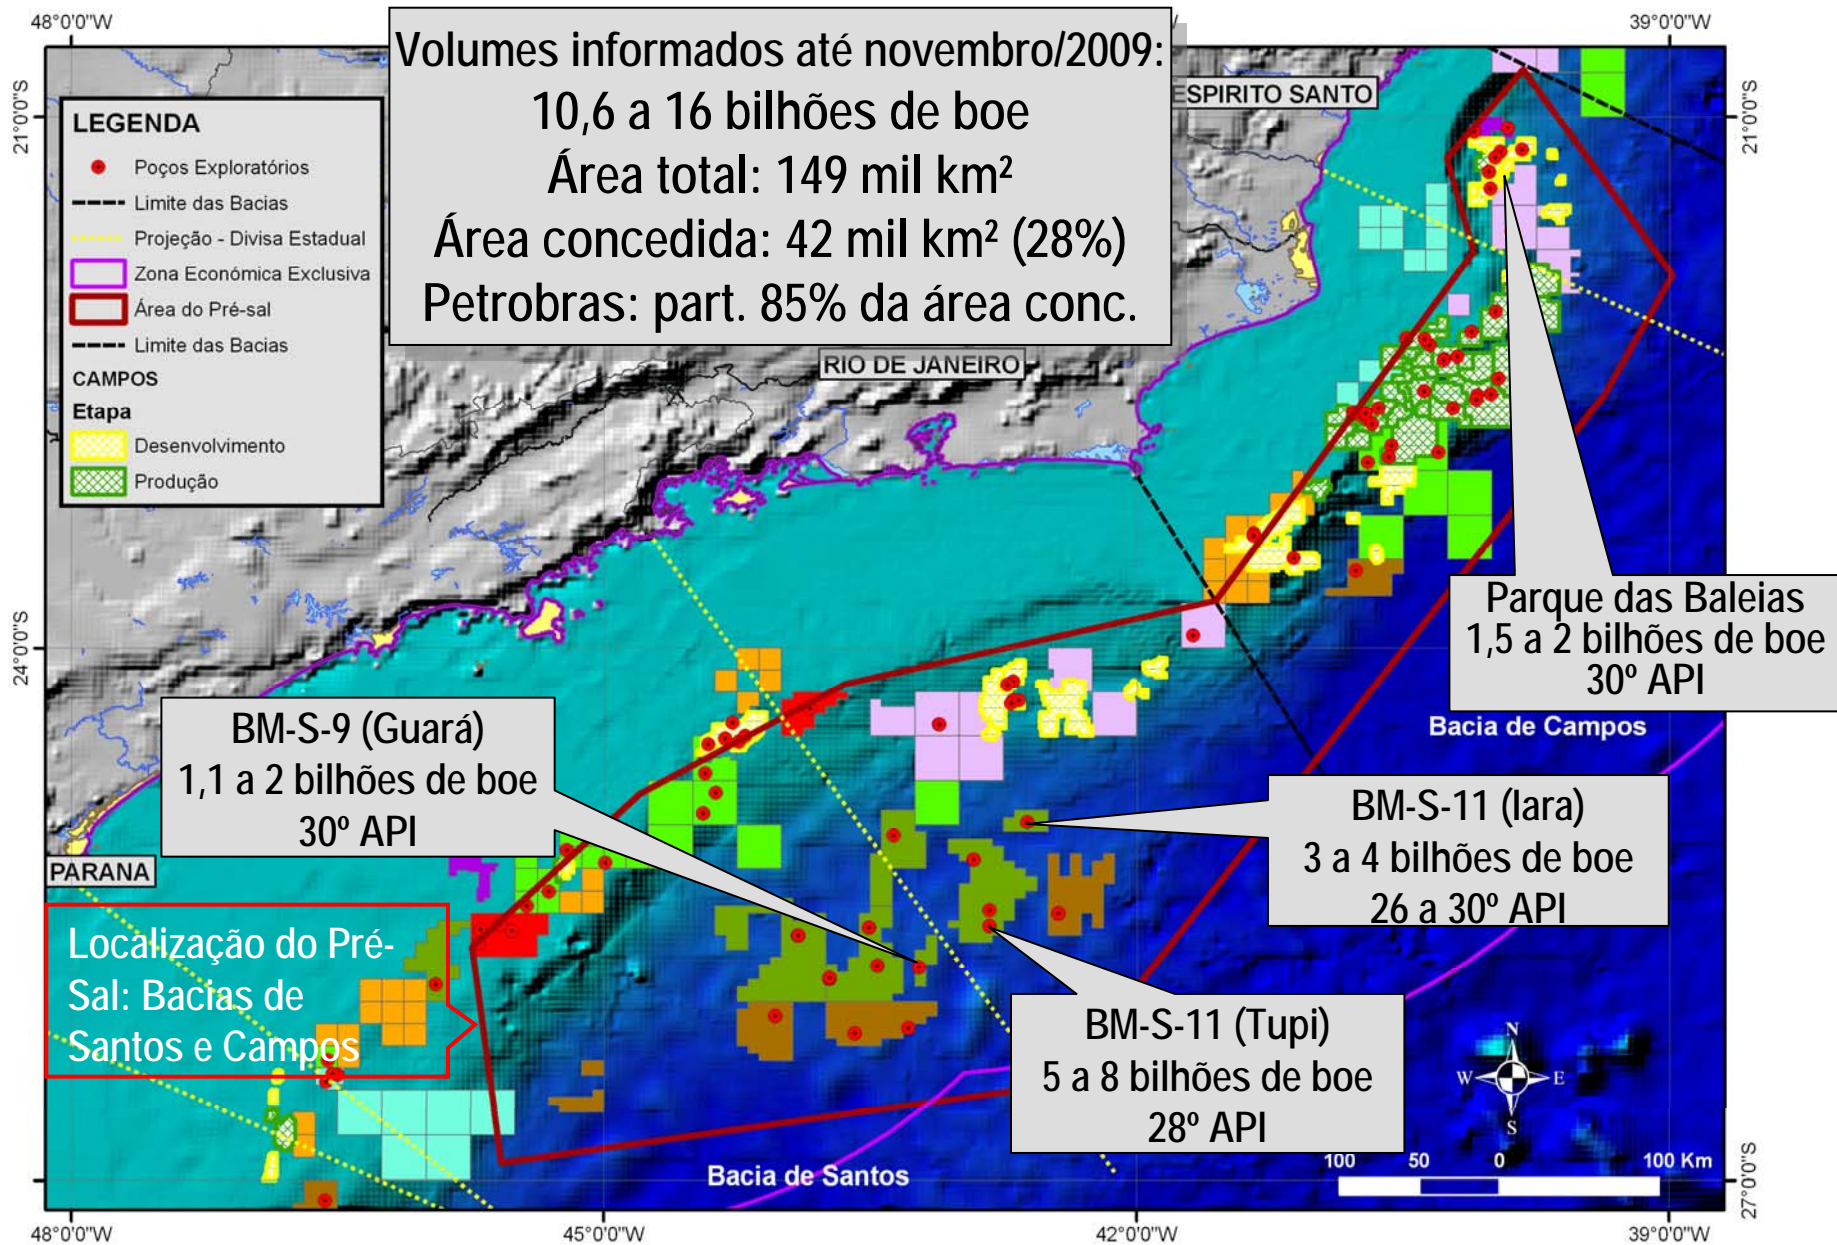 48°0'0"W
39°0'0"W
Volumes informados até novembro/2009:
10,6 a 16 bilhões de boe
Área total: 149 mil km²
Área concedida: 42 mil km² (28%)
Petrobras: part. 85% da área conc.
ESPIRITO SANTO
21°0'0"S
21°0'0"S
LEGENDA
Poços Exploratórios
Limite das Bacias
Projeção - Divisa Estadual
Zona Económica Exclusiva
Área do Pré-sal
Limite das Bacias
CAMPOS
Etapa
Desenvolvimento
Produção
RIO DE JANEIRO
24°0'0"S
Parque das Baleias
1,5 a 2 bilhões de boe
30º API
Bacia de Campos
BM-S-9 (Guará)
1,1 a 2 bilhões de boe
30º API
BM-S-11 (Iara)
3 a 4 bilhões de boe
26 a 30º API
PARANA
Localização do Pré-
Sal: Bacias de
Santos e Campos
BM-S-11 (Tupi)
5 a 8 bilhões de boe
28º API
N
W
E
S
Bacia de Santos
100 50 0 100 Km
27°0'0"S
48°0'0"W
45°0'0"W
42°0'0"W
39°0'0"W